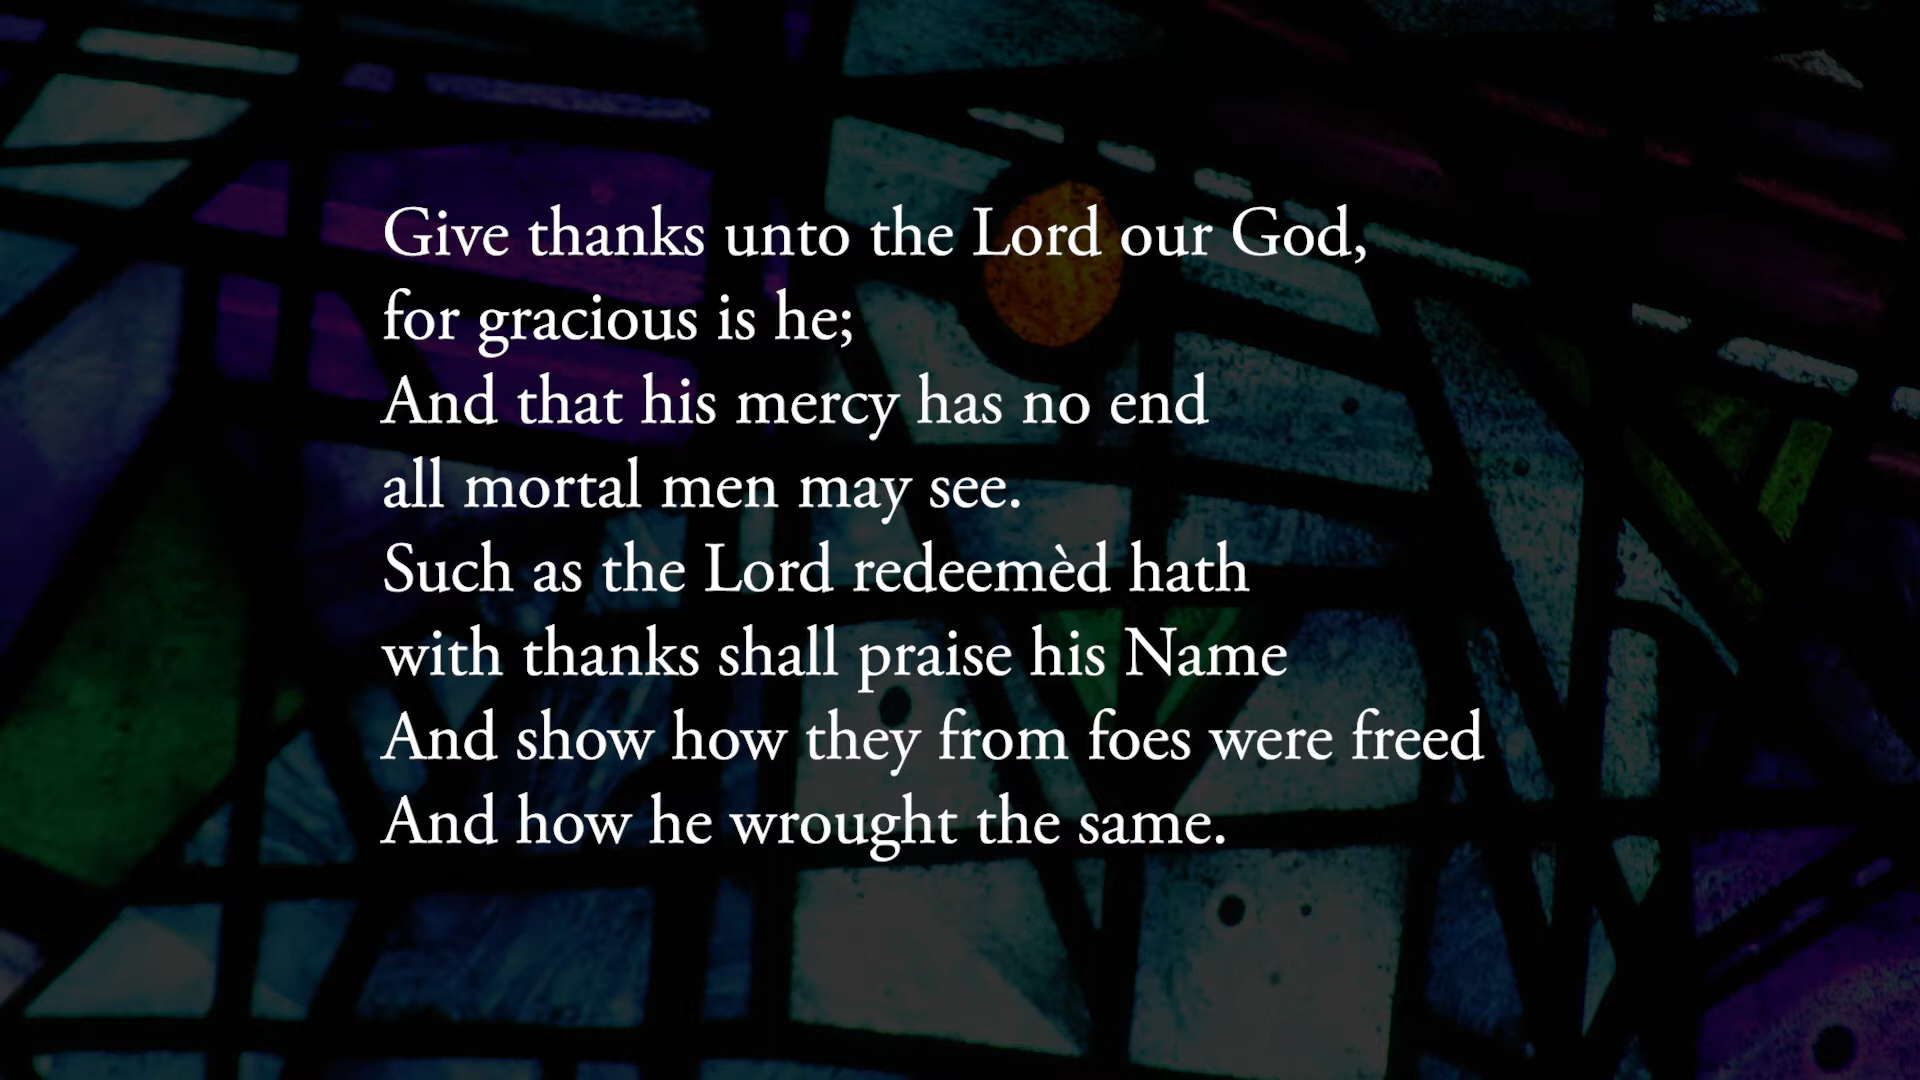 Give thanks unto the Lord our God,
for gracious is he;
And that his mercy has no end
all mortal men may see.
Such as the Lord redeemèd hath
with thanks shall praise his Name
And show how they from foes were freed
And how he wrought the same.